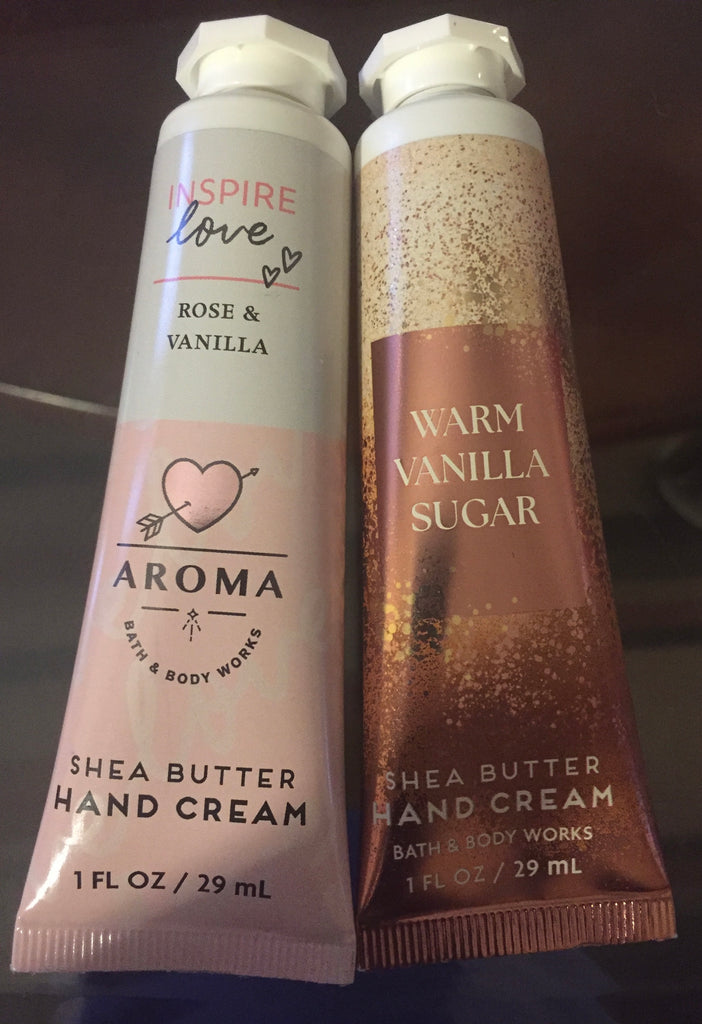 INSPIRE
love
ROSE &
VANILLA
AROMA
BATH & BODY WORKS
SHEA BUTTER
HAND CREAM
1 FL OZ / 29 mL
WARM
VANILLA
SUGAR
SHEA BUTTER
HAND CREAM
BATH & BODY WORKS
1 FL OZ / 29 mL